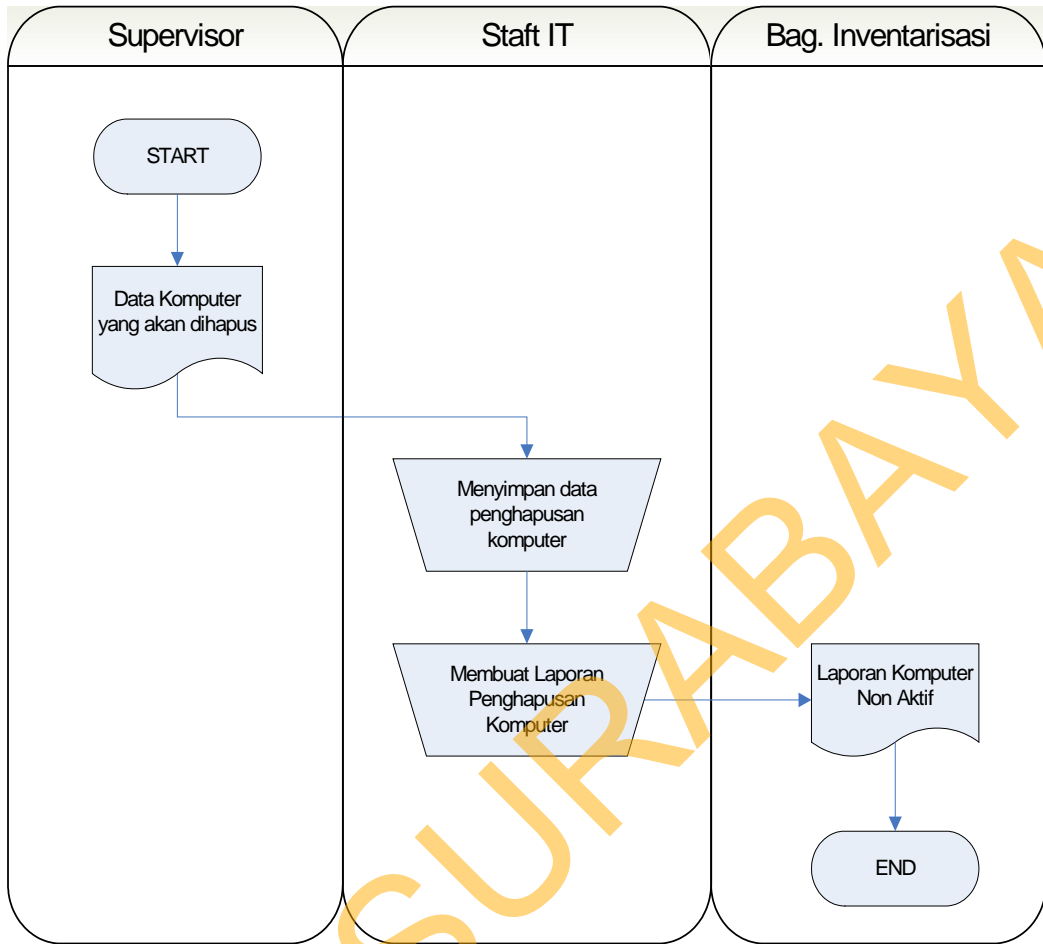 Supervisor
Staft IT
Bag. Inventarisasi
START
Data Komputer
yang akan dihapus
Menyimpan data
penghapusan
komputer
Membuat Laporan
Penghapusan
Komputer
Laporan Komputer
Non Aktif
END
SURABAYA